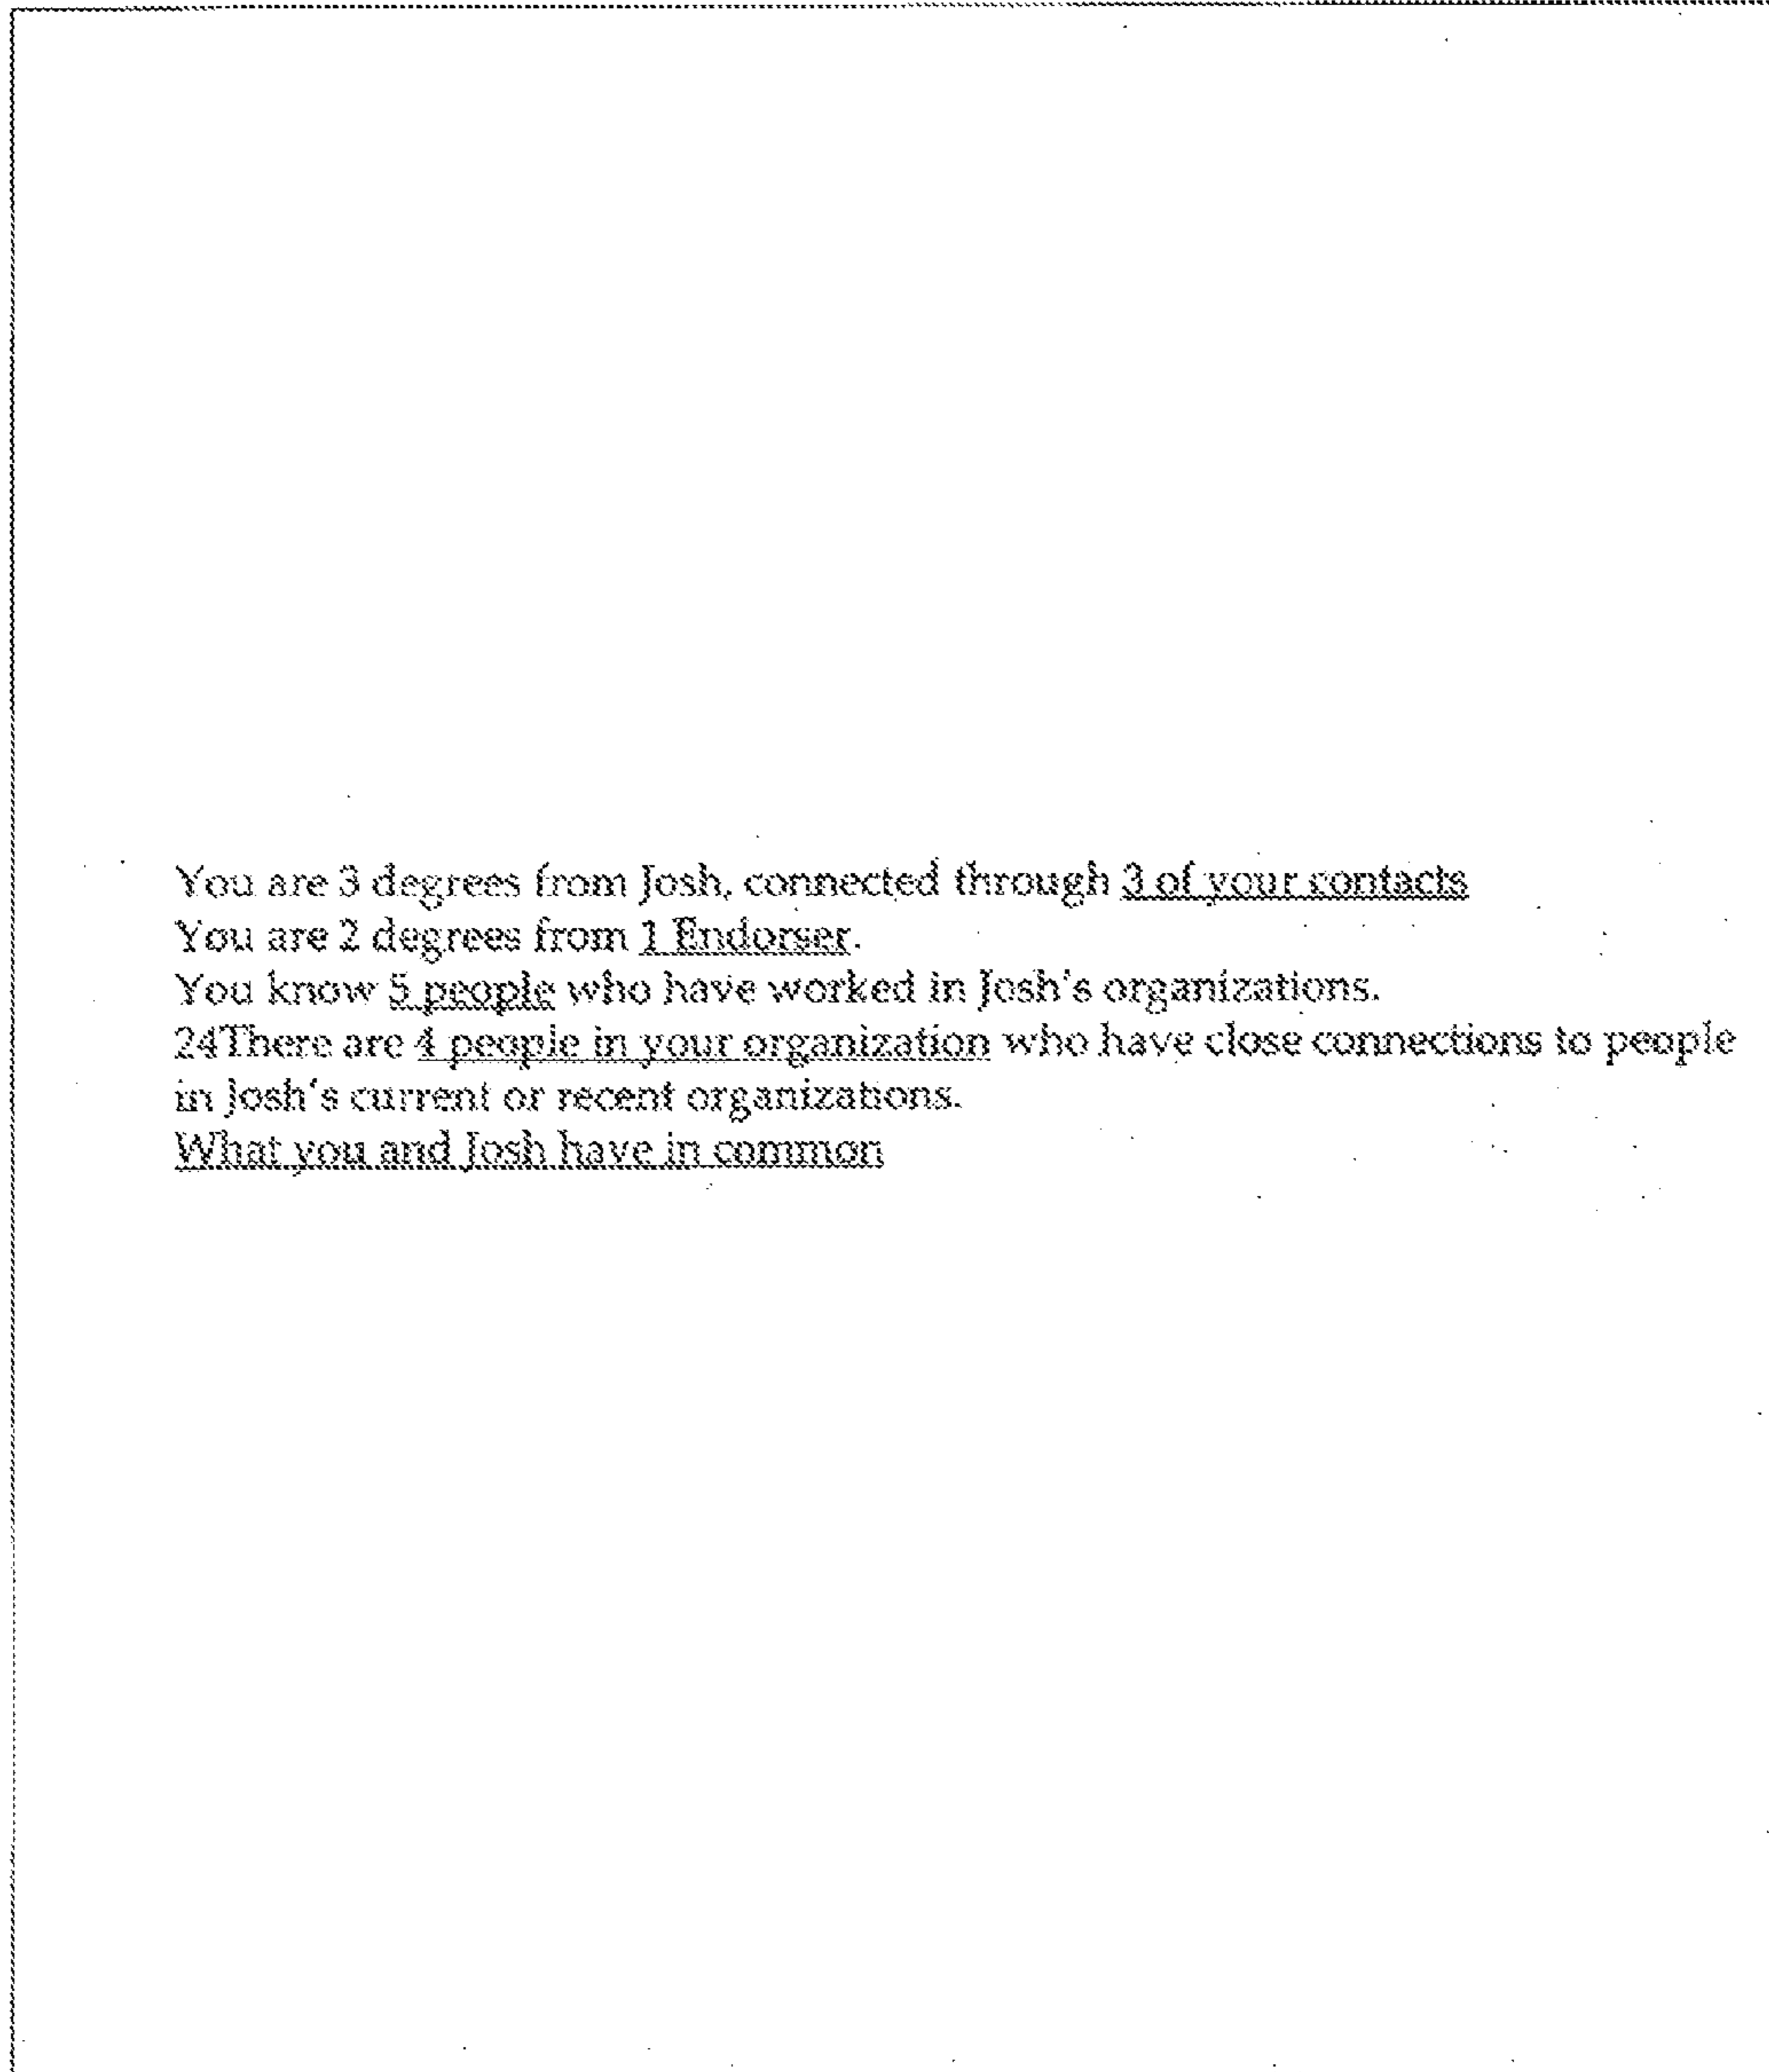 You are 3 degrees from Josh, connected through 3 of your contacts
You are 2 degrees from 1 Endorser.
You know 5 people who have worked in Josh's organizations.
24There are 4 people in your organization who have close connections to people
in Josh's current or recent organizations.
What you and Josh have in common